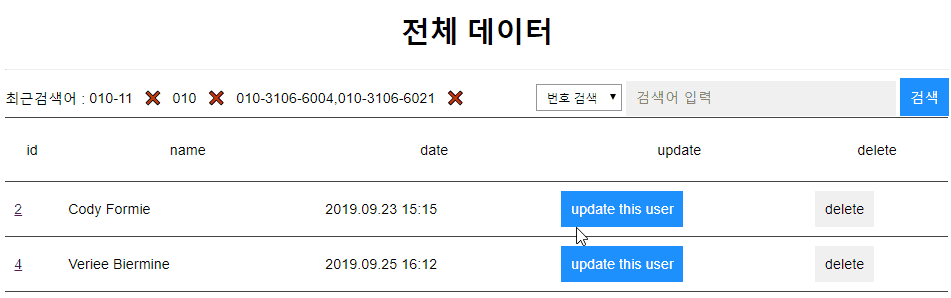 전체 데이터
최근검색어 : 010-11 ❌ 010 ❌ 010-3106-6004,010-3106-6021 ❌ 번호 검색 ▼ 검색어 입력 검색
id name date update delete
2 Cody Formie 2019.09.23 15:15 update this user delete
4 Veriee Biermine 2019.09.25 16:12 update this user delete